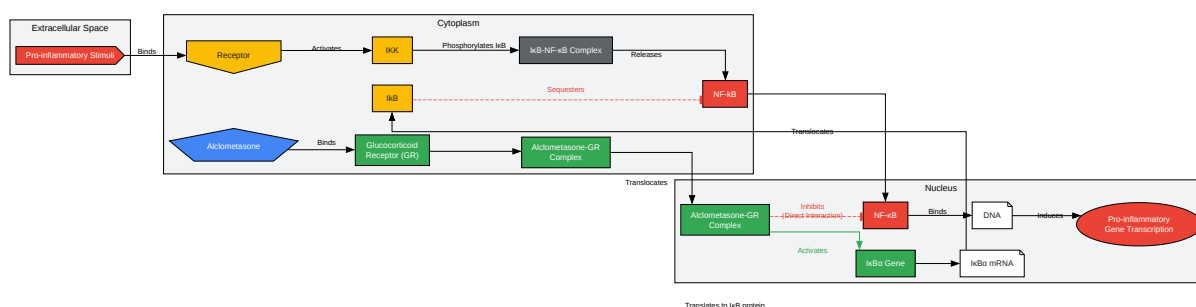 Extracellular Space
Cytoplasm
Pro-inflammatory Stimuli
Binds
Receptor
Activates
IKK
Phosphorylates IκB
IκB-NF-κB Complex
Releases
IκB
Sequesters
NF-κB
Translocates
Alclometasone
Binds
Glucocorticoid
Receptor (GR)
Alclometasone-GR
Complex
Translocates
Nucleus
Alclometasone-GR
Complex
Inhibits
(Direct Interaction)
NF-κB
Binds
DNA
Induces
Pro-inflammatory
Gene Transcription
Activates
IκBα Gene
IκBα mRNA
Translates to IκB protein